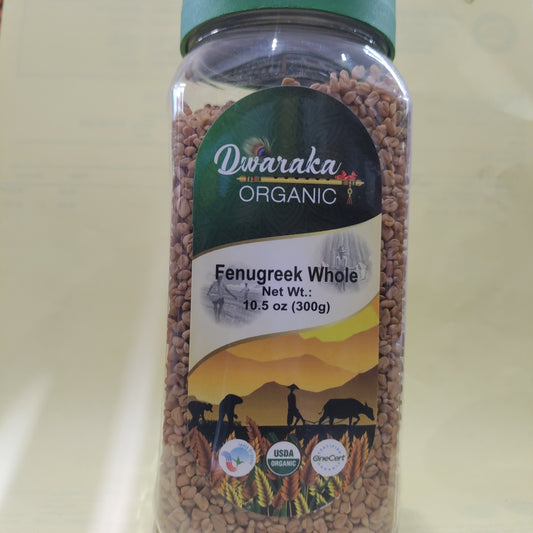 Dwaraka
ORGANIC
Fenugreek Whole
Net Wt.:
10.5 oz (300g)
USDA
ORGANIC
OneCert